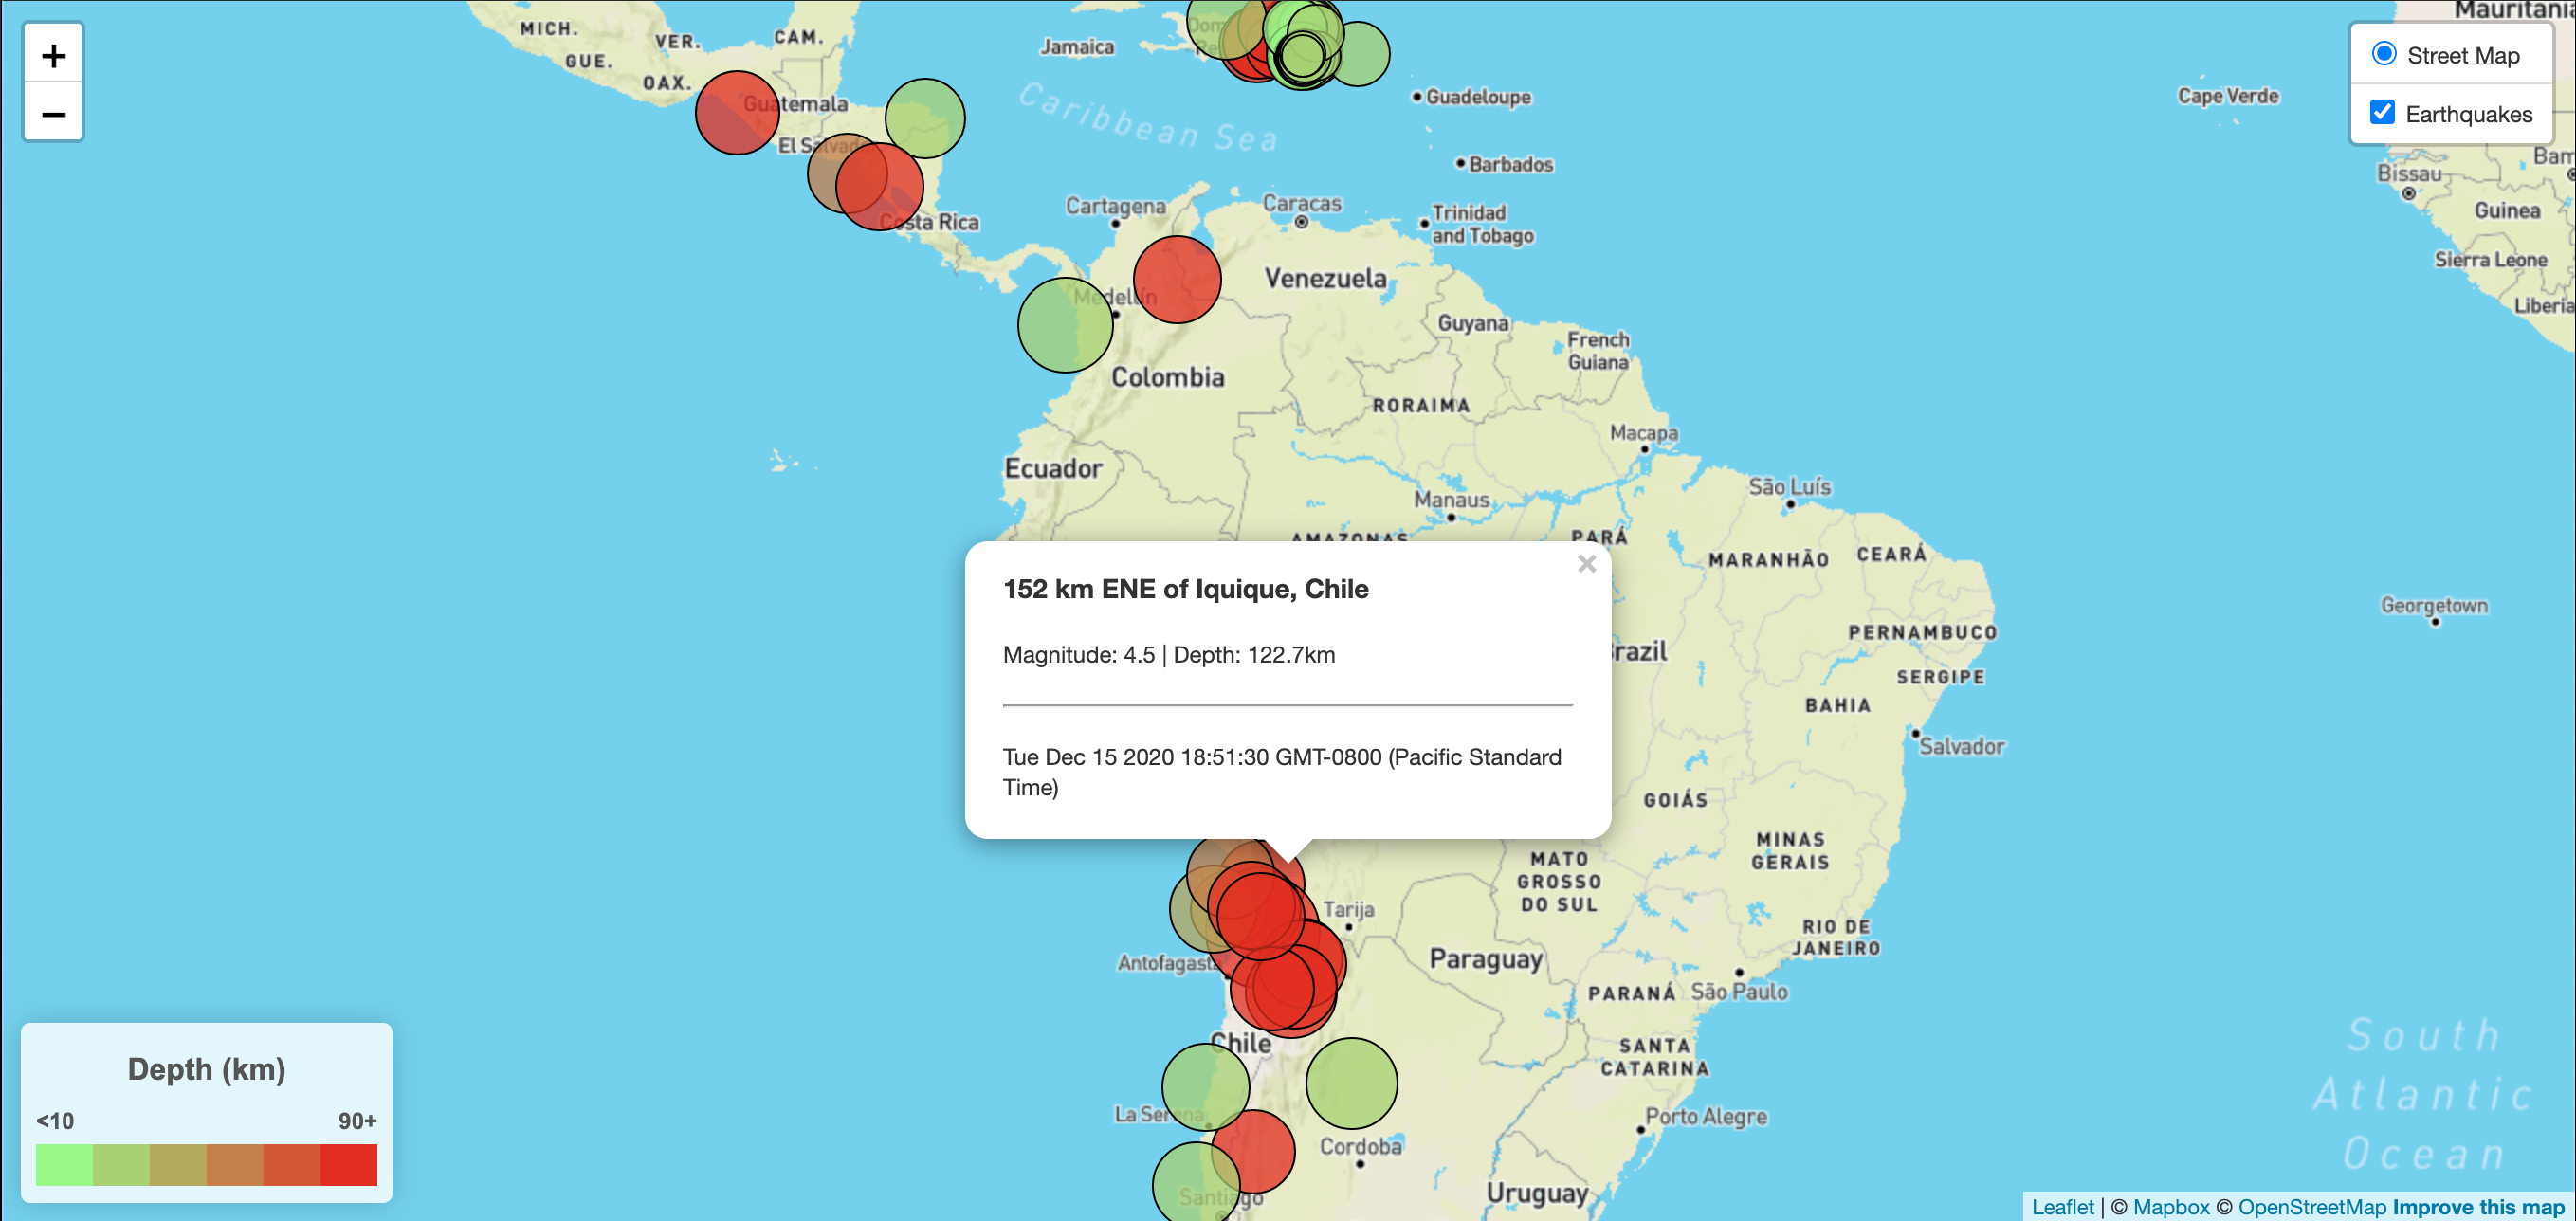 +
−
Street Map
Earthquakes
MICH.
GUE.
VER.
OAX.
CAM.
Guatemala
El Salvador
Costa Rica
Jamaica
Caribbean Sea
Guadeloupe
Barbados
Trinidad
and Tobago
Cartagena
Caracas
Medellín
Venezuela
Colombia
Guyana
French
Guiana
RORAIMA
Macapa
Ecuador
Manaus
São Luís
AMAZONAS
PARÁ
MARANHÃO
CEARÁ
PERNAMBUCO
SERGIPE
BAHIA
Salvador
Brazil
GOIÁS
MINAS
GERAIS
MATO
GROSSO
DO SUL
RIO DE
JANEIRO
Tarija
Antofagasta
Paraguay
PARANÁ
São Paulo
Chile
SANTA
CATARINA
La Serena
Cordoba
Porto Alegre
Santiago
Uruguay
Mauritania
Cape Verde
Bissau
Guinea
Sierra Leone
Liberia
Georgetown
South
Atlantic
Ocean
×
152 km ENE of Iquique, Chile
Magnitude: 4.5 | Depth: 122.7km
Tue Dec 15 2020 18:51:30 GMT-0800 (Pacific Standard
Time)
Depth (km)
<10 90+
Leaflet | © Mapbox © OpenStreetMap Improve this map